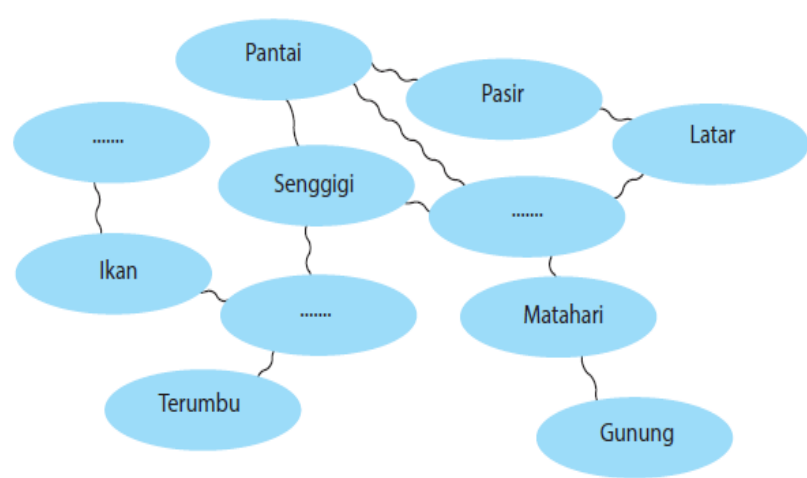 Pantai
Pasir
Latar
.......
Senggigi
.......
Ikan
.......
Matahari
Terumbu
Gunung